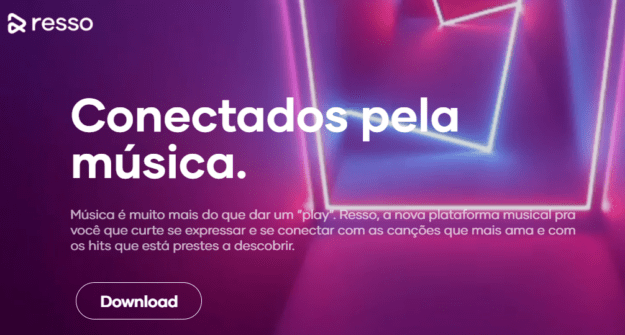 resso
Conectados pela
música.
Música é muito mais do que dar um "play". Resso, a nova plataforma musical pra
você que curte se expressar e se conectar com as canções que mais ama e com
os hits que está prestes a descobrir.
Download